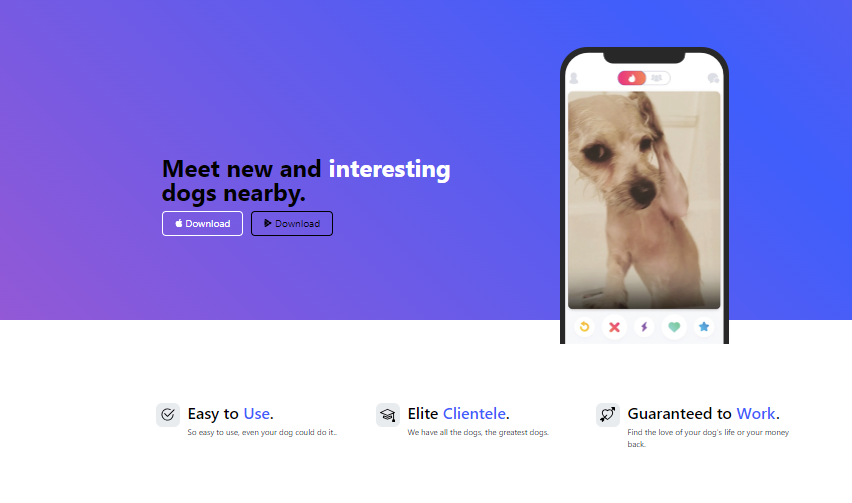 Meet new and interesting
dogs nearby.
Download
Download
Easy to Use.
So easy to use, even your dog could do it..
Elite Clientele.
We have all the dogs, the greatest dogs.
Guaranteed to Work.
Find the love of your dog's life or your money
back.